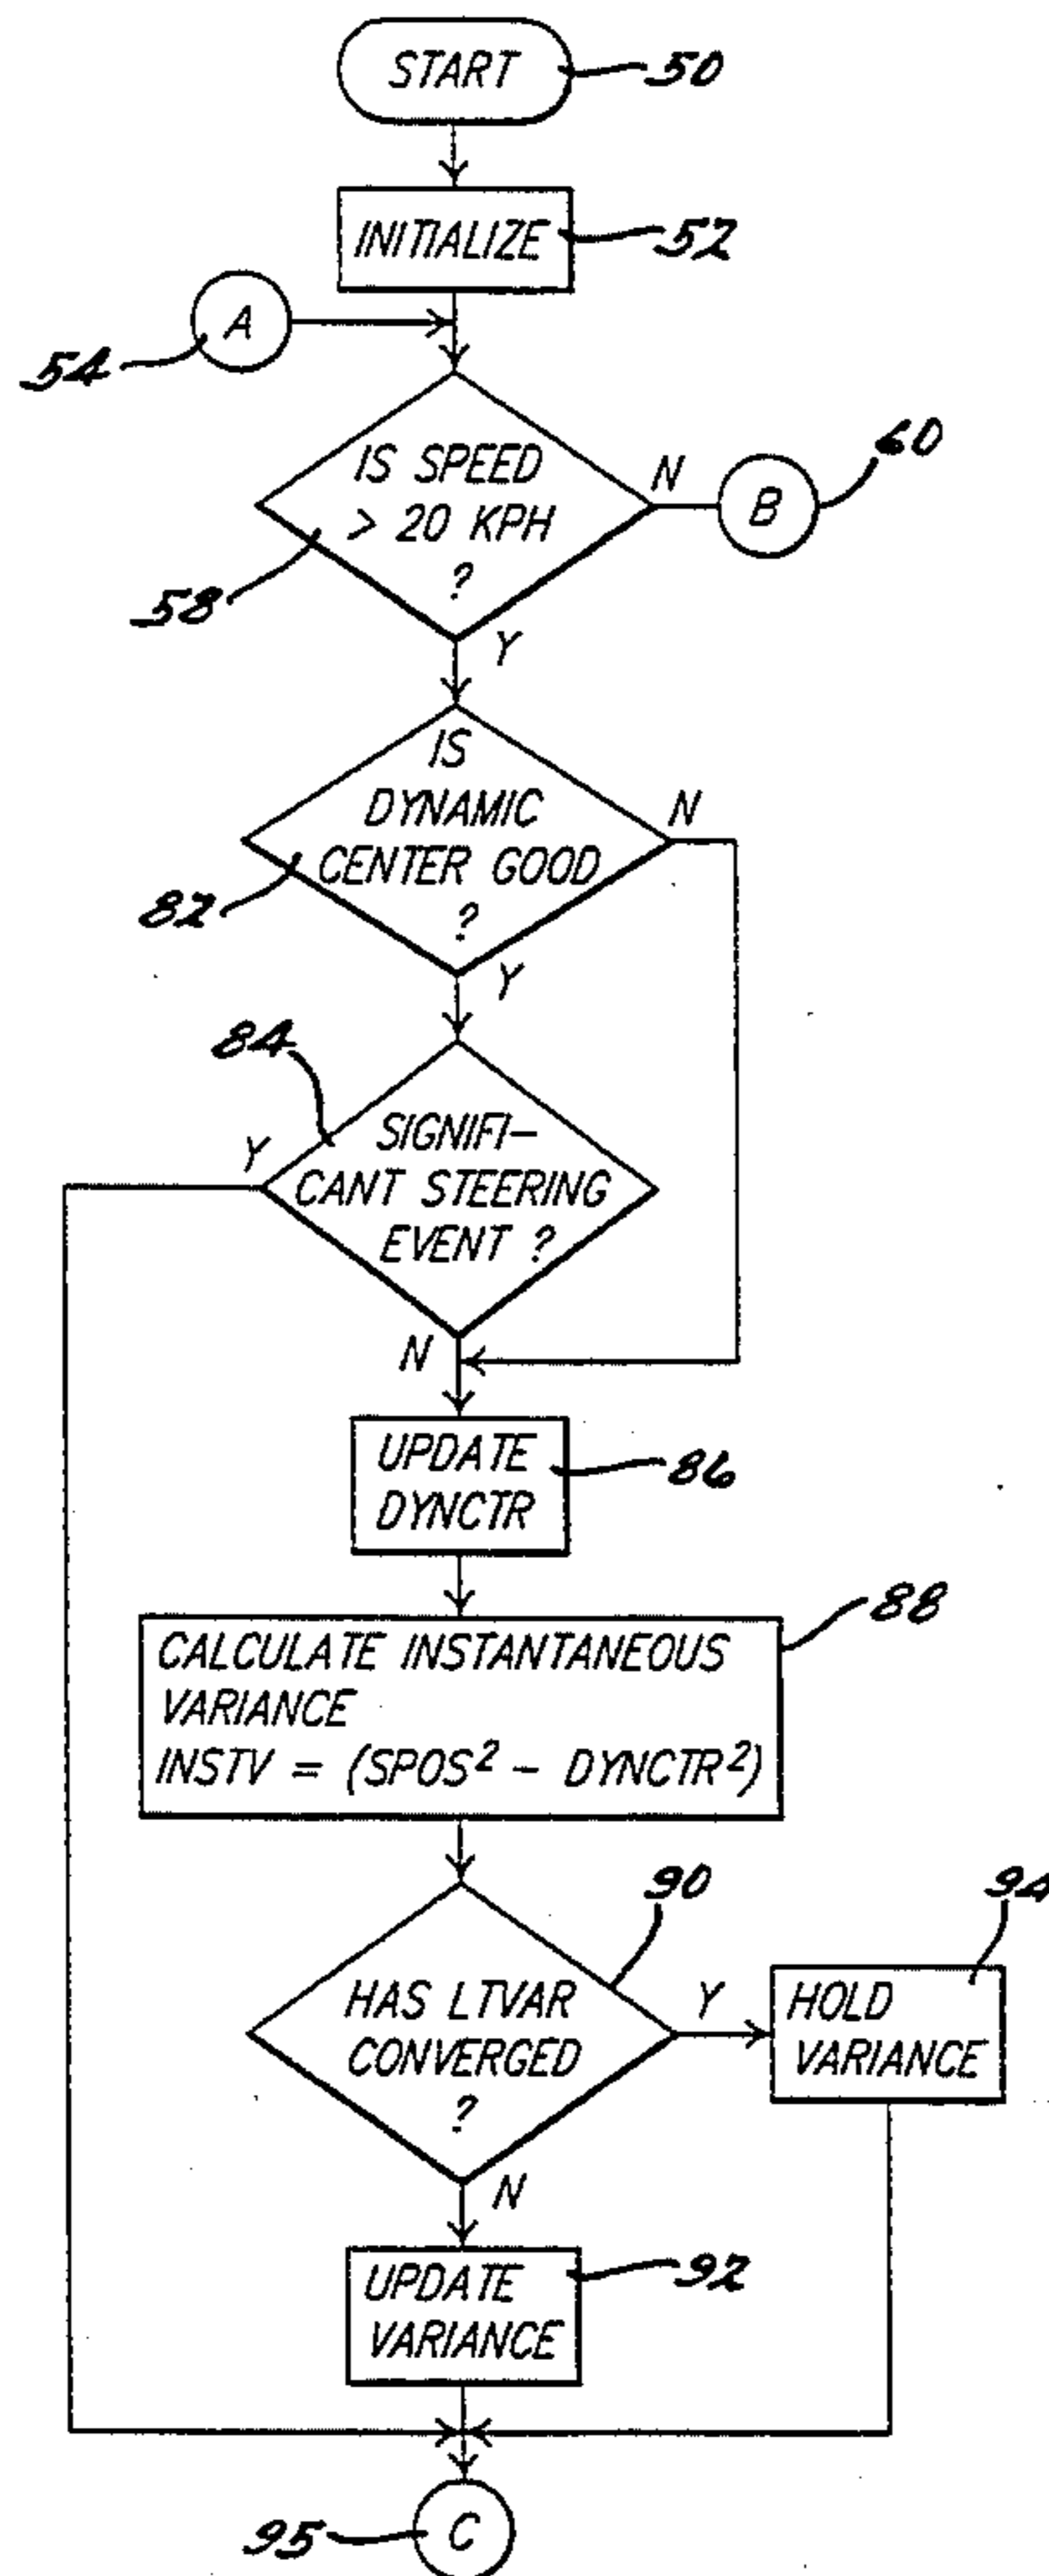 START
50
INITIALIZE
52
A
54
IS SPEED
> 20 KPH
?
N
B
60
58
Y
IS
DYNAMIC
CENTER GOOD
?
N
82
Y
84
SIGNIFI-
CANT STEERING
EVENT ?
Y
N
UPDATE
DYNCTR
86
88
CALCULATE INSTANTANEOUS
VARIANCE
INSTV = (SPOS² - DYNCTR²)
90
94
HAS LTVAR
CONVERGED
?
Y
HOLD
VARIANCE
N
UPDATE
VARIANCE
92
95
C